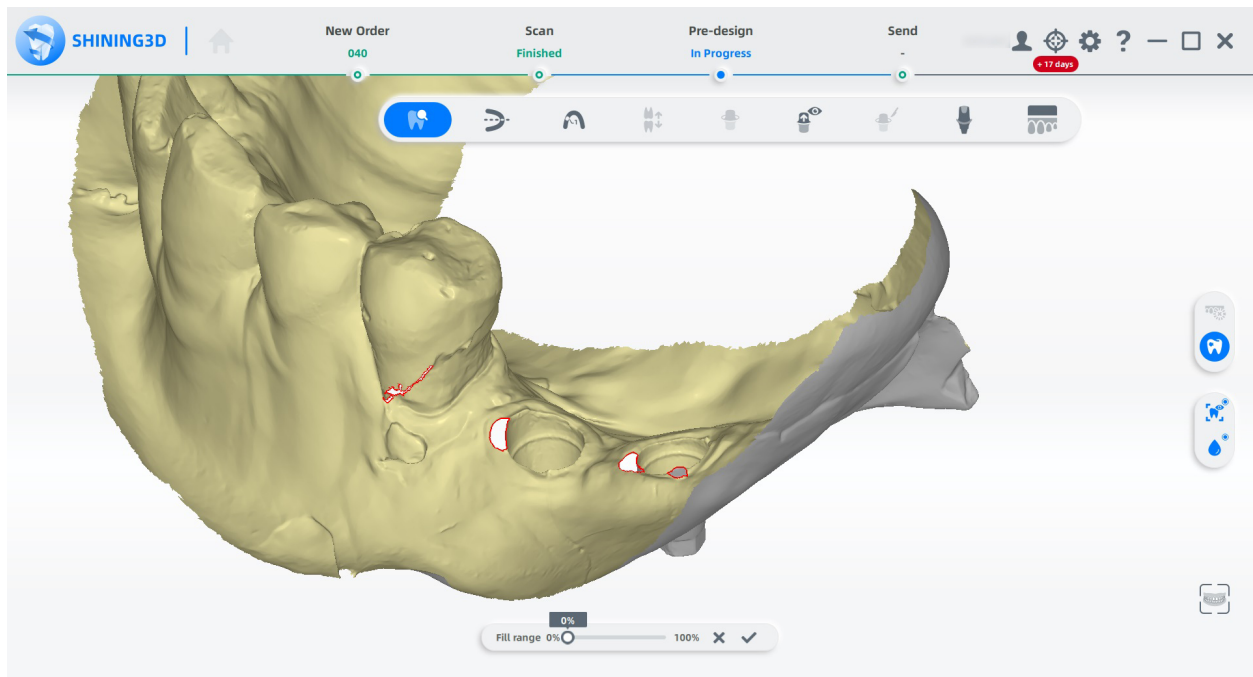 SHINING3D
New Order
040
Scan
Finished
Pre-design
In Progress
Send
-
+ 17 days
0%
Fill range 0% 100%